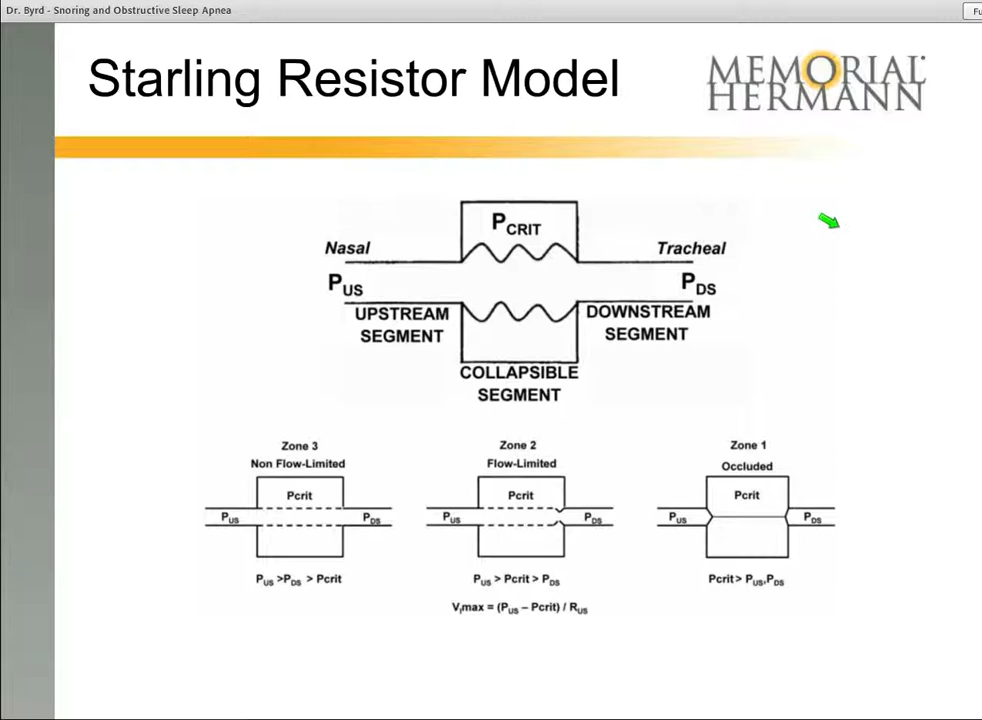 Dr. Byrd - Snoring and Obstructive Sleep Apnea
Fu
Starling Resistor Model
MEMORIAL
HERMANN
PCRIT
Nasal
Tracheal
PUS
PDS
UPSTREAM
SEGMENT
DOWNSTREAM
SEGMENT
COLLAPSIBLE
SEGMENT
Zone 3
Non Flow-Limited
Pcrit
PUS
PDS
PUS >PDS > Pcrit
Zone 2
Flow-Limited
Pcrit
PUS
PDS
PUS > Pcrit > PDS
VImax = (PUS – Pcrit) / RUS
Zone 1
Occluded
Pcrit
PUS
PDS
Pcrit> PUS,PDS